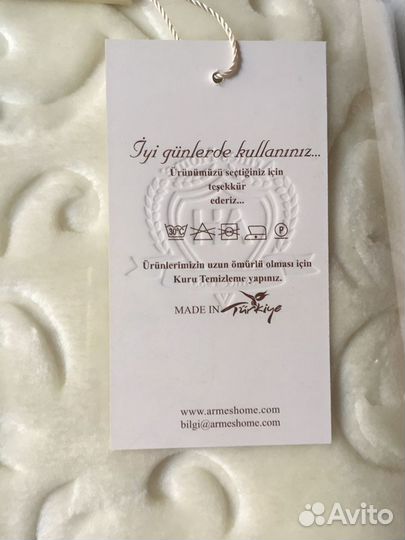 İyi günlerde kullanınız...
Ürünümüzü seçtiğiniz için
teşekkür
ederiz...
30°C
P
Ürünlerimizin uzun ömürlü olması için
Kuru Temizleme yapınız.
MADE IN Türkiye
www.armeshome.com
bilgi@armeshome.com
Avito